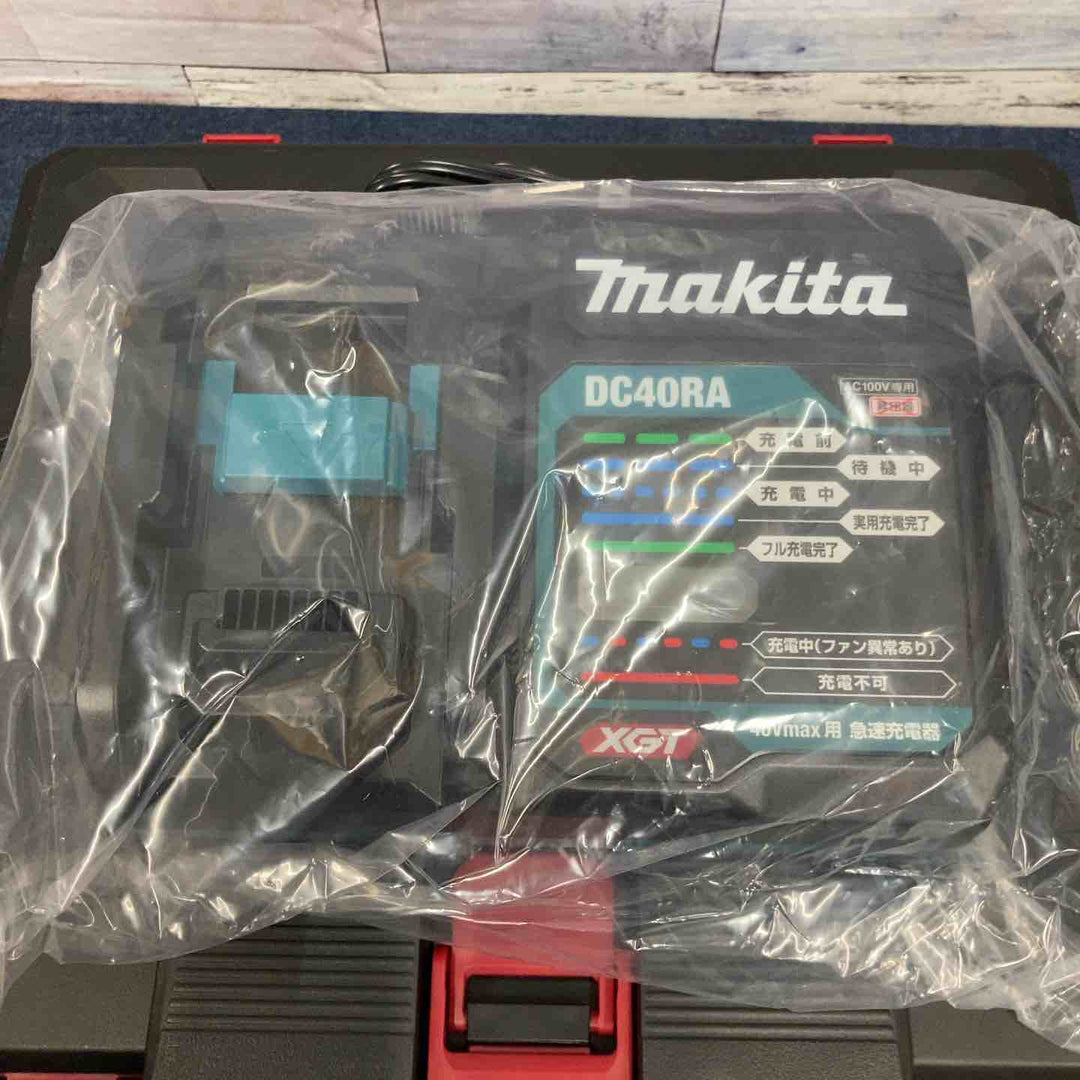 makita
DC40RA
AC100V専用
充電前
待機中
充電中
実用充電完了
フル充電完了
充電中(ファン異常あり)
充電不可
XGT
40Vmax用 急速充電器